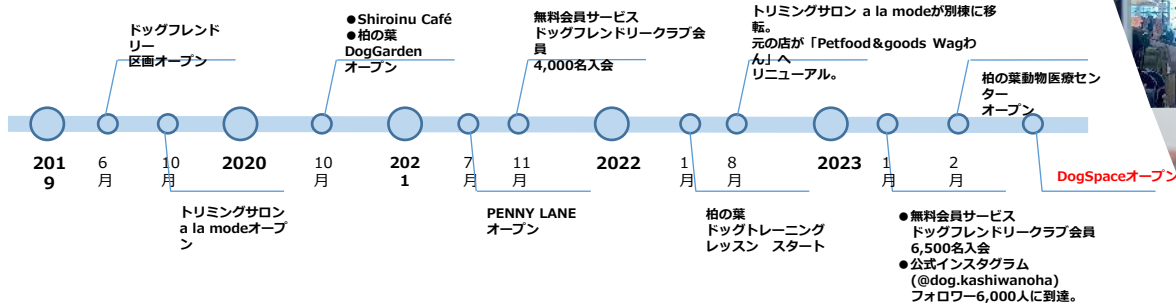 ドッグフレンド
リー
区画オープン
●Shiroinu Café
●柏の葉
DogGarden
オープン
無料会員サービス
ドッグフレンドリークラブ会
員
4,000名入会
トリミングサロン a la modeが別棟に移
転。
元の店が「Petfood&goods Wagわ
ん」へ
リニューアル。
柏の葉動物医療セン
ター
オープン
201
9
6
月
10
月
2020
10
月
202
1
7
月
11
月
2022
1
月
8
月
2023
1
月
2
月
DogSpaceオープン
トリミングサロン
a la modeオープ
ン
PENNY LANE
オープン
柏の葉
ドッグトレーニング
レッスン　スタート
●無料会員サービス
ドッグフレンドリークラブ会員
6,500名入会
●公式インスタグラム
(@dog.kashiwanoha)
フォロワー6,000人に到達。